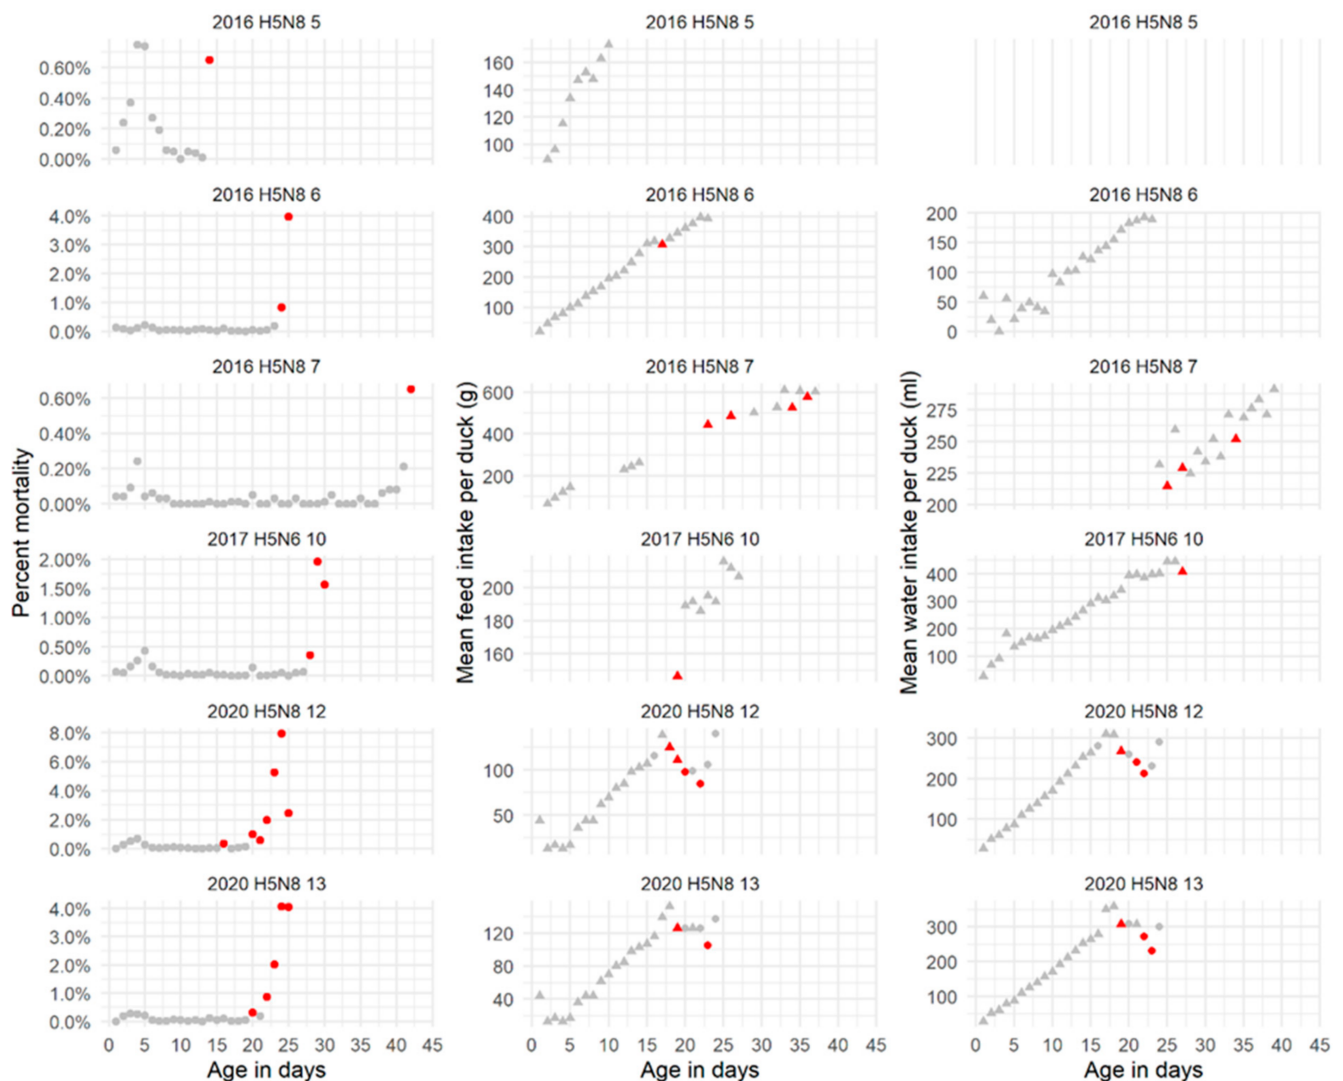 2016 H5N8 5
2016 H5N8 5
2016 H5N8 5
0.60%
0.40%
0.20%
0.00%
160
140
120
100
2016 H5N8 6
2016 H5N8 6
2016 H5N8 6
4.0%
3.0%
2.0%
1.0%
0.0%
400
300
200
100
200
150
100
50
0
2016 H5N8 7
2016 H5N8 7
2016 H5N8 7
0.60%
0.40%
0.20%
0.00%
600
400
200
275
250
225
200
2017 H5N6 10
2017 H5N6 10
2017 H5N6 10
2.00%
1.50%
1.00%
0.50%
0.00%
200
180
160
400
300
200
100
2020 H5N8 12
2020 H5N8 12
2020 H5N8 12
8.0%
6.0%
4.0%
2.0%
0.0%
100
50
300
200
100
2020 H5N8 13
2020 H5N8 13
2020 H5N8 13
4.0%
3.0%
2.0%
1.0%
0.0%
120
80
40
300
200
100
0 5 10 15 20 25 30 35 40 45
0 5 10 15 20 25 30 35 40 45
0 5 10 15 20 25 30 35 40 45
Age in days
Age in days
Age in days
Percent mortality
Mean feed intake per duck (g)
Mean water intake per duck (ml)